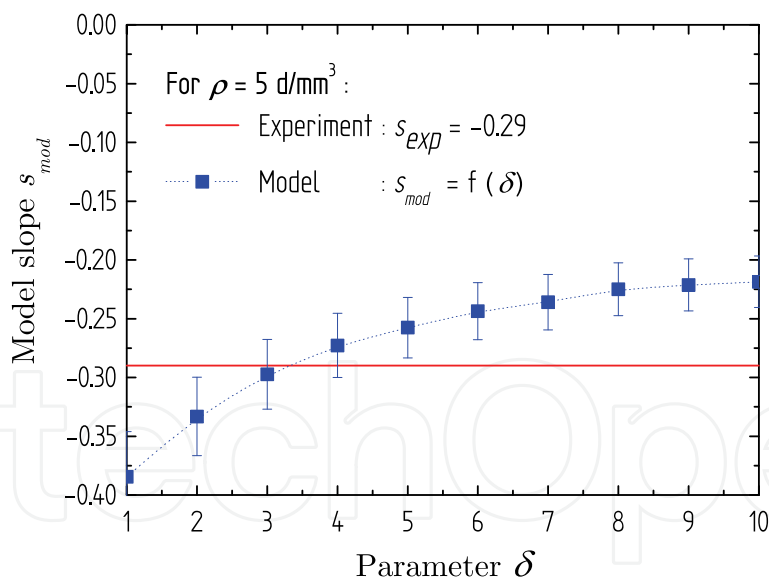 0.00
−0.05
−0.10
−0.15
−0.20
−0.25
−0.30
−0.35
−0.40
Model slope s_mod
For ρ = 5 d/mm³ :
Experiment : s_exp = −0.29
Model : s_mod = f (δ)
1 2 3 4 5 6 7 8 9 10
Parameter δ
techOpe